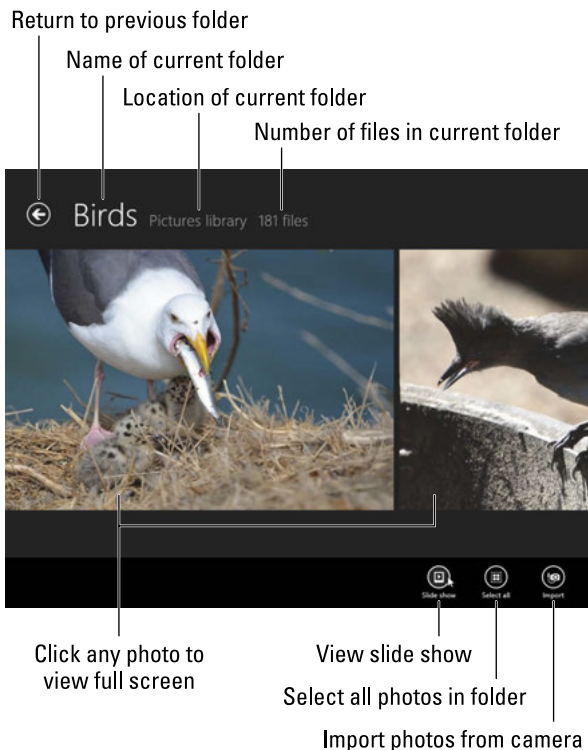 Return to previous folder
Name of current folder
Location of current folder
Number of files in current folder
Birds Pictures library 181 files
Slide show Select all Import
Click any photo to
view full screen
View slide show
Select all photos in folder
Import photos from camera